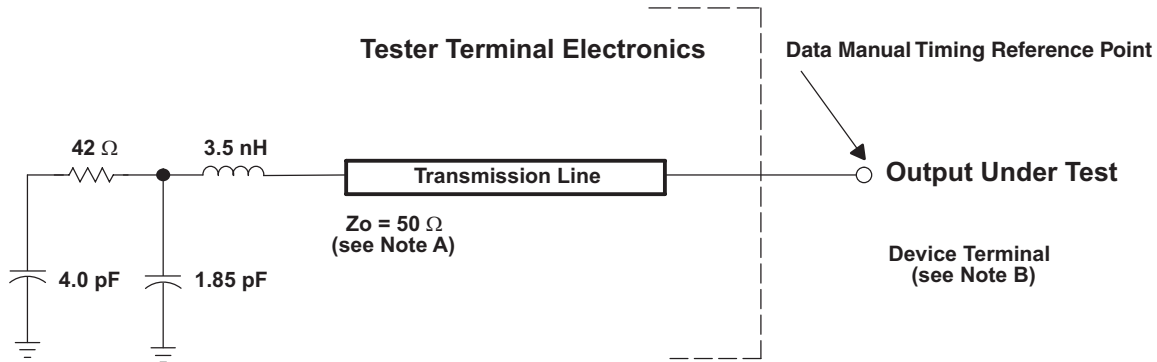 Tester Terminal Electronics
Data Manual Timing Reference Point
42 Ω
3.5 nH
Transmission Line
Output Under Test
Zo = 50 Ω
(see Note A)
4.0 pF
1.85 pF
Device Terminal
(see Note B)